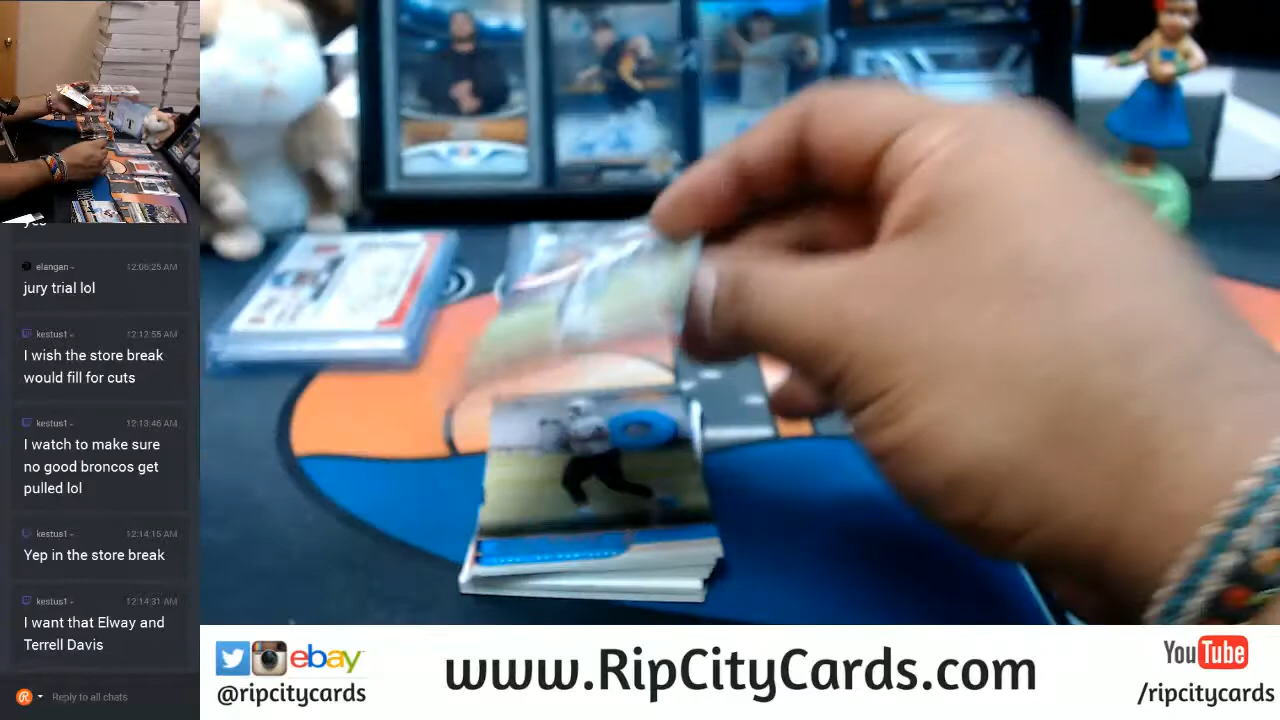 yes
elangan
12:06:25 AM
jury trial lol
kestus1
12:12:55 AM
I wish the store break
would fill for cuts
kestus1
12:13:46 AM
I watch to make sure
no good broncos get
pulled lol
kestus1
12:14:15 AM
Yep in the store break
kestus1
12:14:31 AM
I want that Elway and
Terrell Davis
Reply to all chats
ebay
@ripcitycards
www.RipCityCards.com
YouTube
/ripcitycards